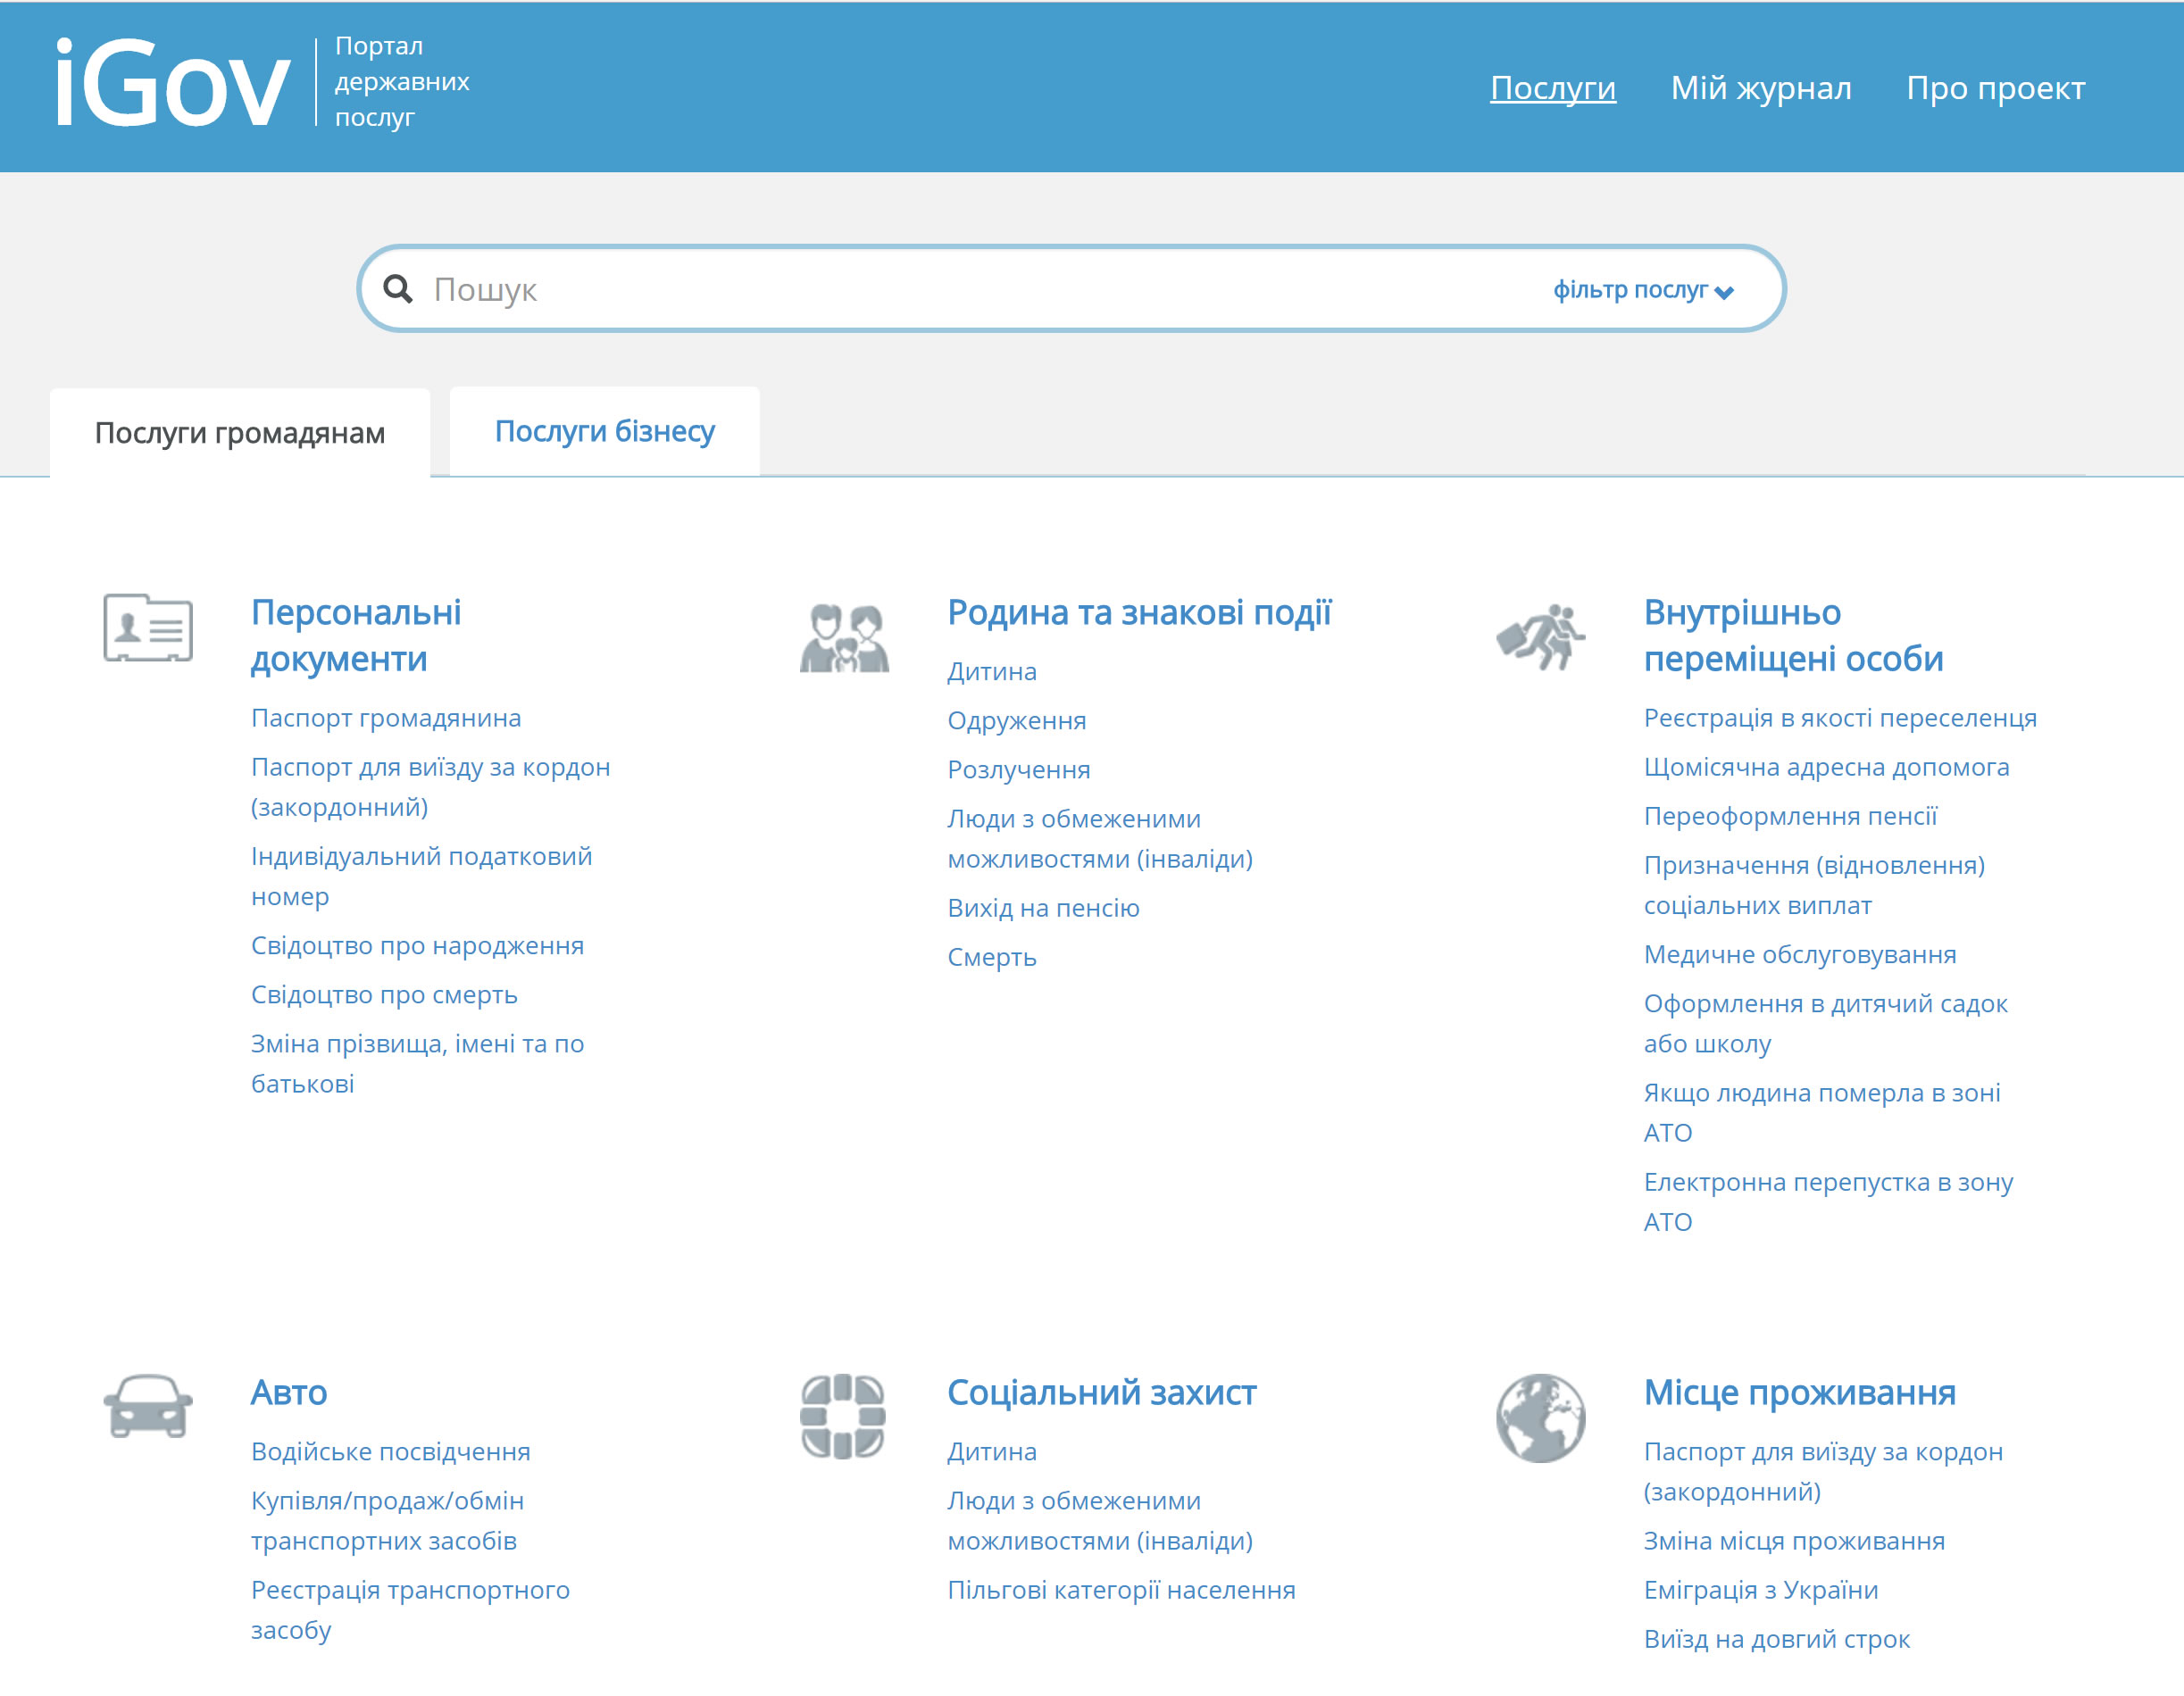 iGov
Портал
державних
послуг
Послуги
Мій журнал
Про проект
Пошук
фільтр послуг
Послуги громадянам
Послуги бізнесу
Персональні
документи
Паспорт громадянина
Паспорт для виїзду за кордон
(закордонний)
Індивідуальний податковий
номер
Свідоцтво про народження
Свідоцтво про смерть
Зміна прізвища, імені та по
батькові
Родина та знакові події
Дитина
Одруження
Розлучення
Люди з обмеженими
можливостями (інваліди)
Вихід на пенсію
Смерть
Внутрішньо
переміщені особи
Реєстрація в якості переселенця
Щомісячна адресна допомога
Переоформлення пенсії
Призначення (відновлення)
соціальних виплат
Медичне обслуговування
Оформлення в дитячий садок
або школу
Якщо людина померла в зоні
АТО
Електронна перепустка в зону
АТО
Авто
Водійське посвідчення
Купівля/продаж/обмін
транспортних засобів
Реєстрація транспортного
засобу
Соціальний захист
Дитина
Люди з обмеженими
можливостями (інваліди)
Пільгові категорії населення
Місце проживання
Паспорт для виїзду за кордон
(закордонний)
Зміна місця проживання
Еміграція з України
Виїзд на довгий строк